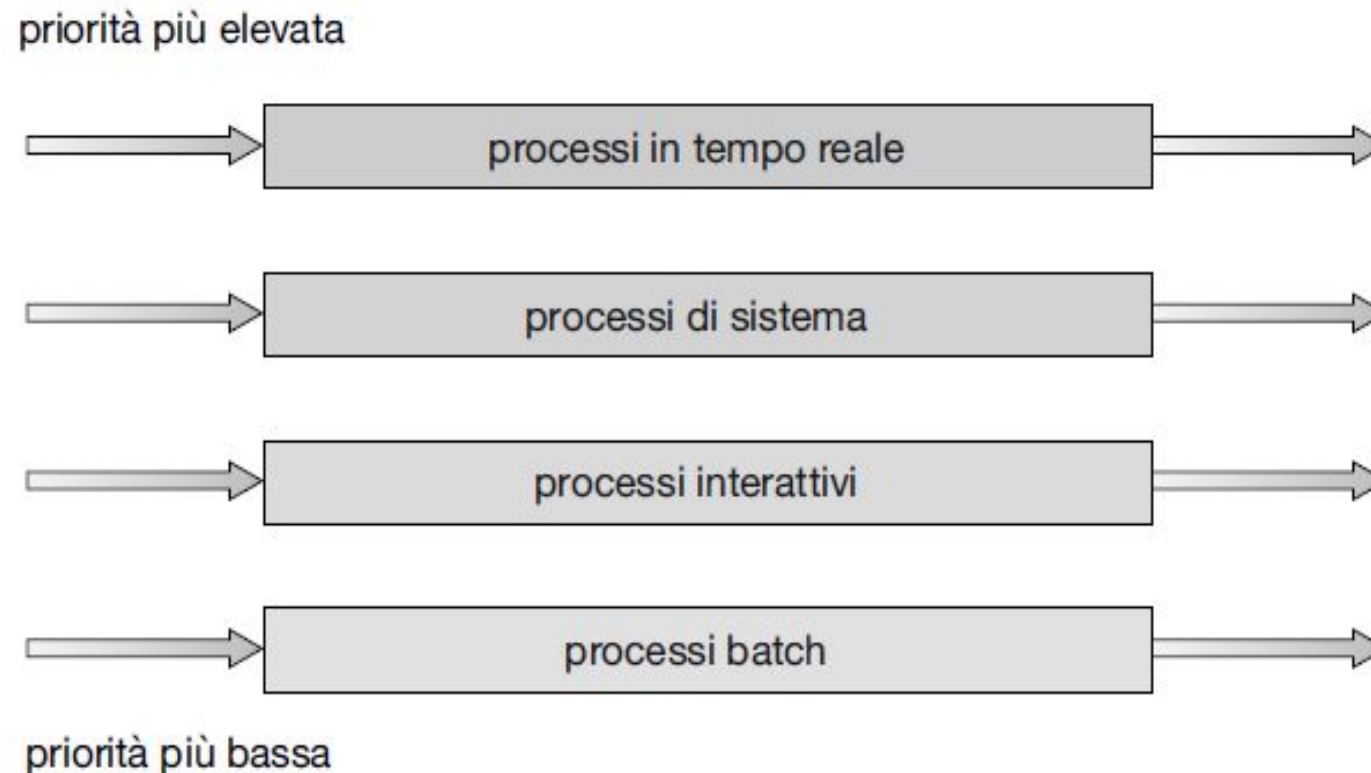 priorità più elevata
processi in tempo reale
processi di sistema
processi interattivi
processi batch
priorità più bassa